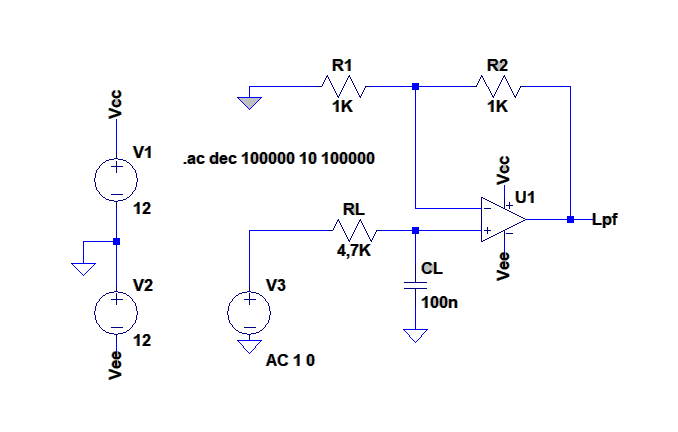 R1
R2
1K
1K
Vcc
V1
12
.ac dec 100000 10 100000
Vcc
U1
RL
4,7K
Lpf
CL
100n
Vee
V2
12
Vee
V3
AC 1 0